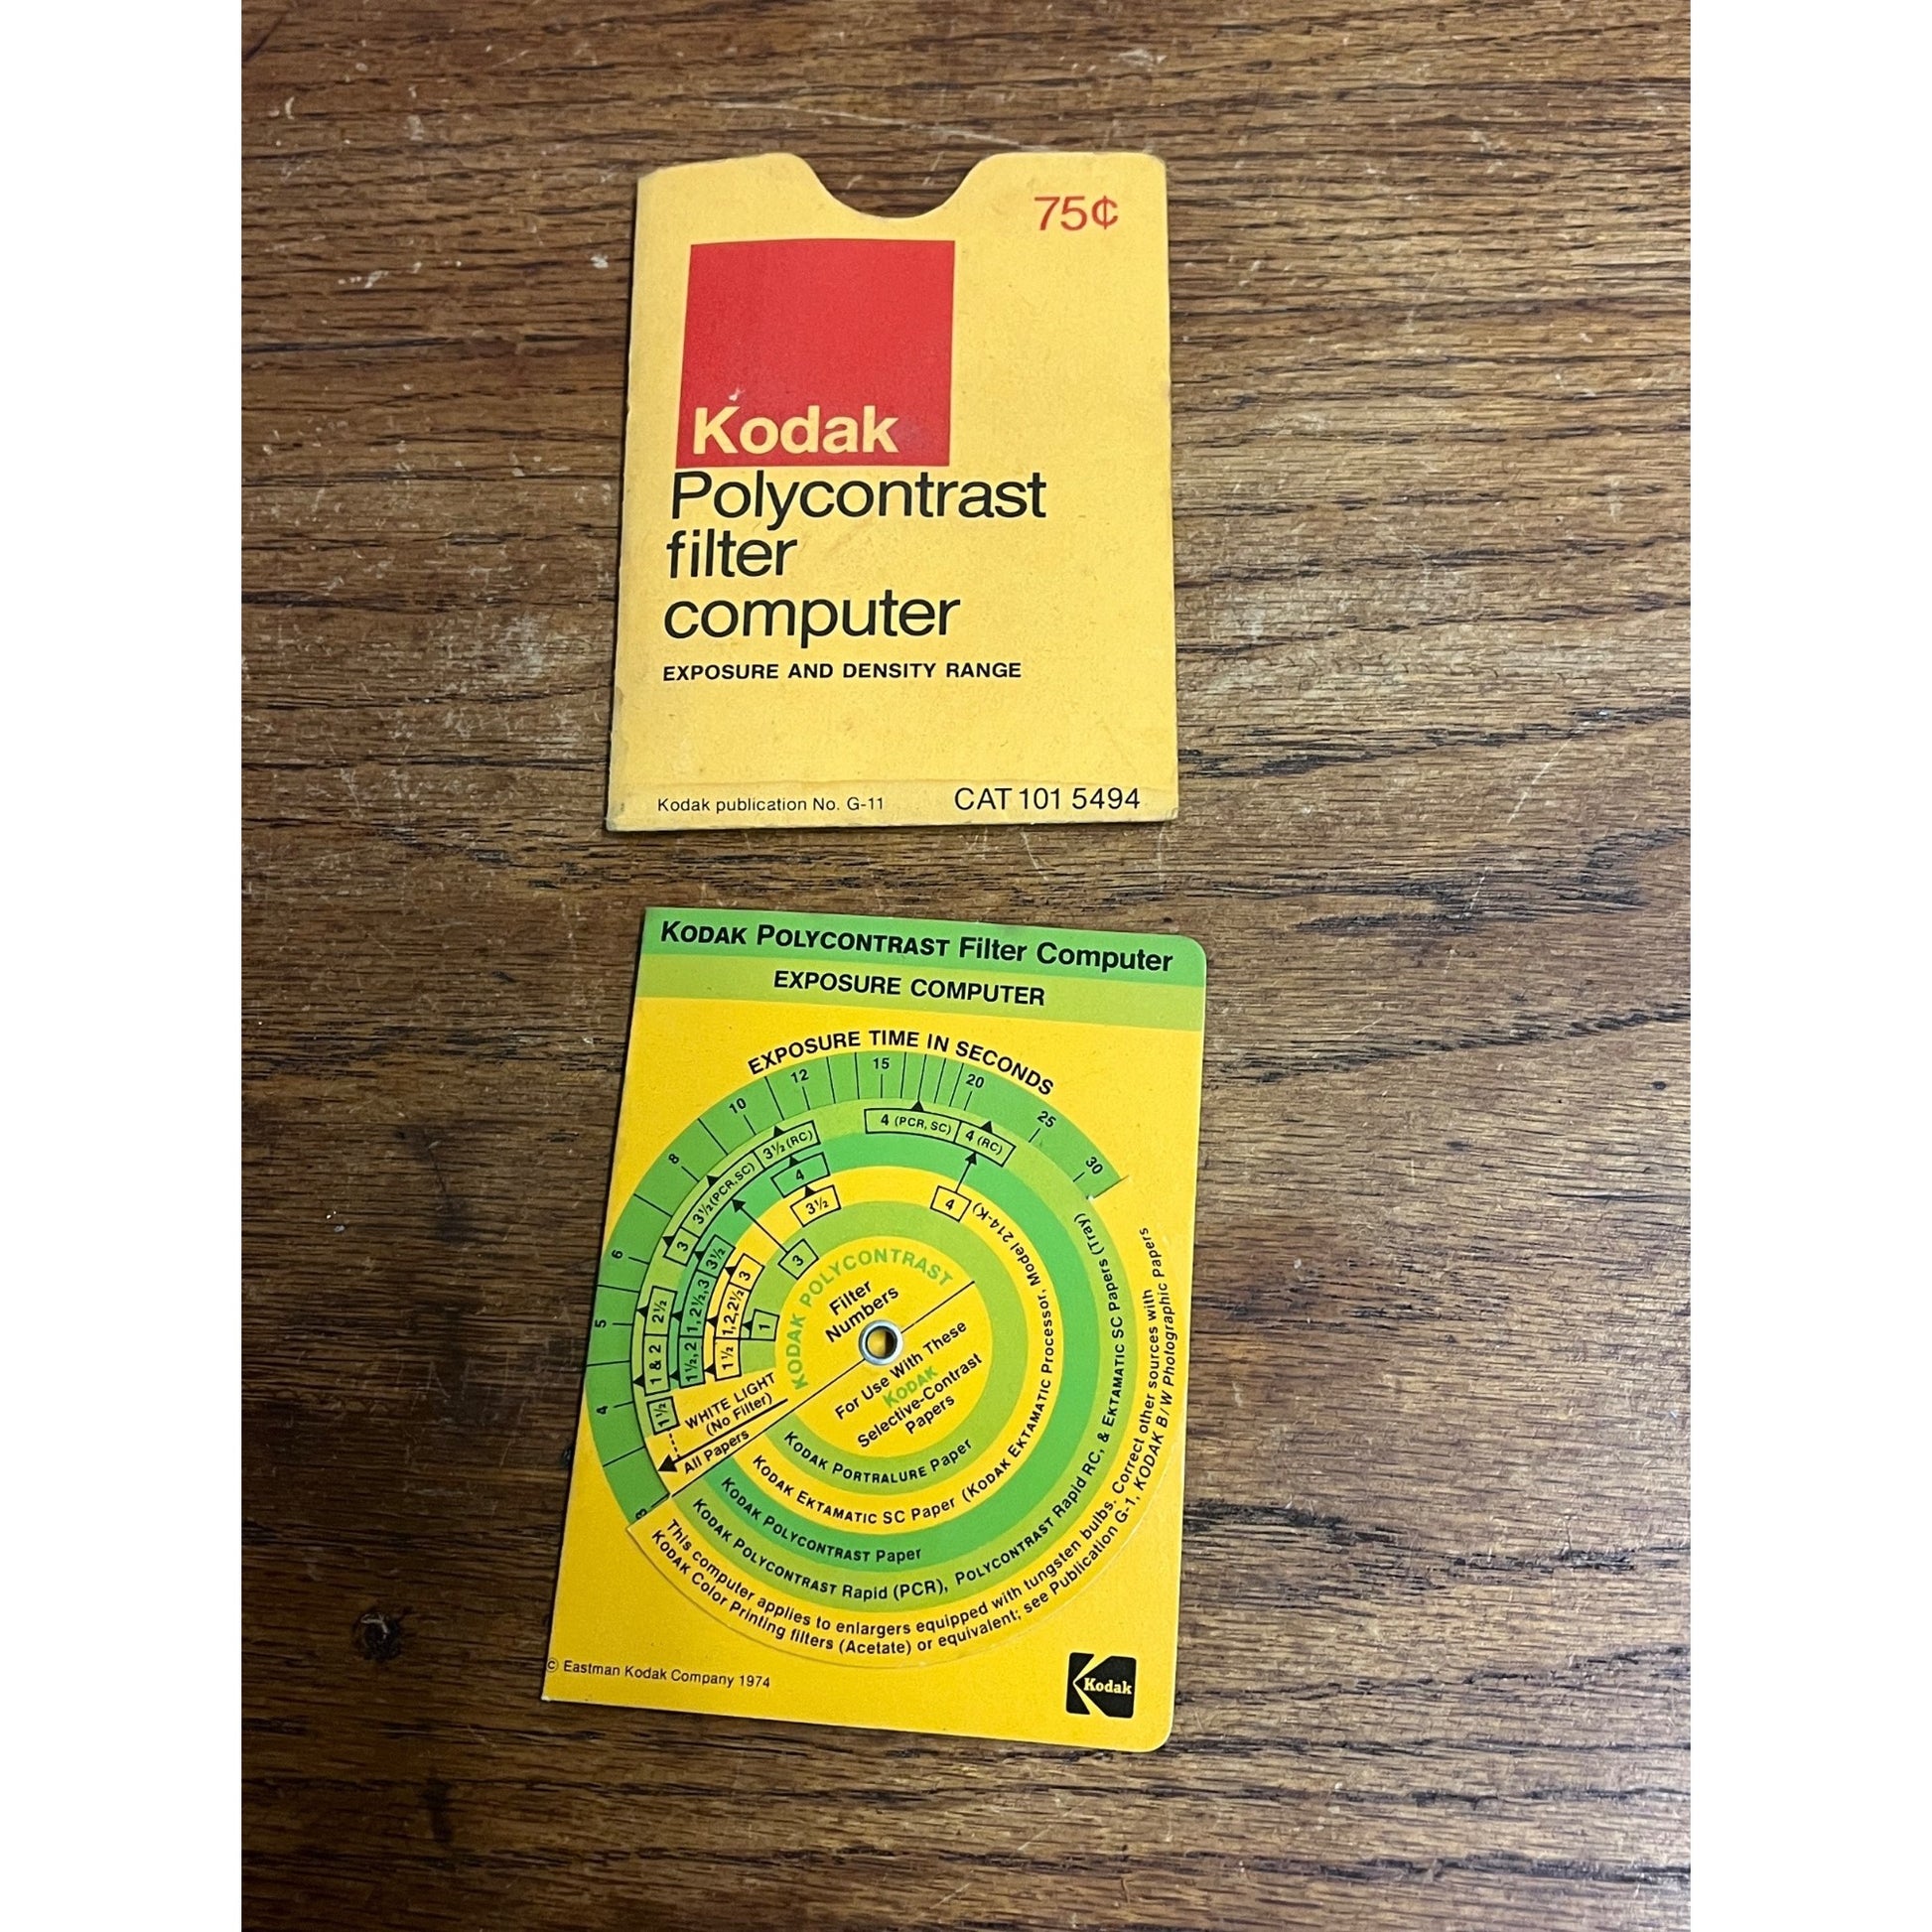 75¢
Kodak
Polycontrast
filter
computer
EXPOSURE AND DENSITY RANGE
Kodak publication No. G-11
CAT 101 5494
KODAK POLYCONTRAST Filter Computer
EXPOSURE COMPUTER
EXPOSURE TIME IN SECONDS
3
4
5
6
8
10
12
15
20
25
30
1½
1 & 2
2½
3
3½ (PCR,SC)
3½ (RC)
4 (PCR, SC)
4 (RC)
1½, 2
1, 2½, 3
3½
4
1½
1, 2, 2½
3
3½
4
1
3
KODAK POLYCONTRAST
Filter
Numbers
WHITE LIGHT
(No Filter)
All Papers
For Use With These
KODAK
Selective-Contrast
Papers
KODAK PORTRALURE Paper
KODAK EKTAMATIC SC Paper (KODAK EKTAMATIC Processor, Model 214-K)
KODAK POLYCONTRAST Paper
KODAK POLYCONTRAST Rapid (PCR), POLYCONTRAST Rapid RC, & EKTAMATIC SC Papers (Tray)
This computer applies to enlargers equipped with tungsten bulbs. Correct other sources with
KODAK Color Printing filters (Acetate) or equivalent; see Publication G-1, KODAK B/W Photographic Papers
© Eastman Kodak Company 1974
Kodak